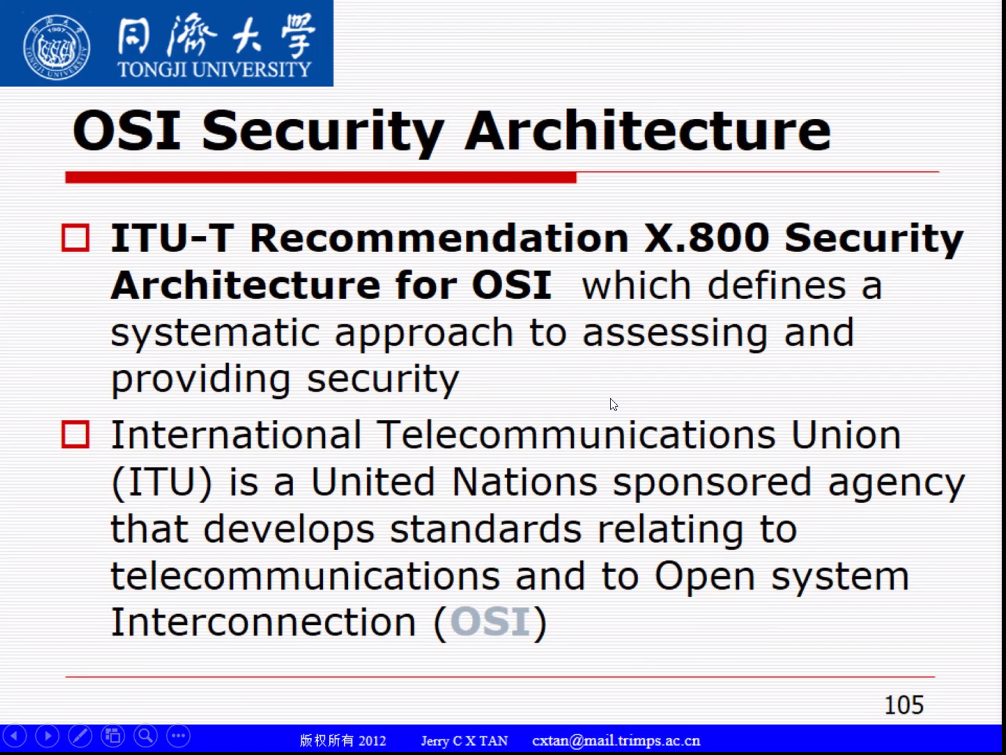 同濟大學
TONGJI UNIVERSITY
OSI Security Architecture
ITU-T Recommendation X.800 Security
Architecture for OSI which defines a
systematic approach to assessing and
providing security
International Telecommunications Union
(ITU) is a United Nations sponsored agency
that develops standards relating to
telecommunications and to Open system
Interconnection (OSI)
105
版权所有 2012 Jerry C X TAN cxtan@mail.trimps.ac.cn